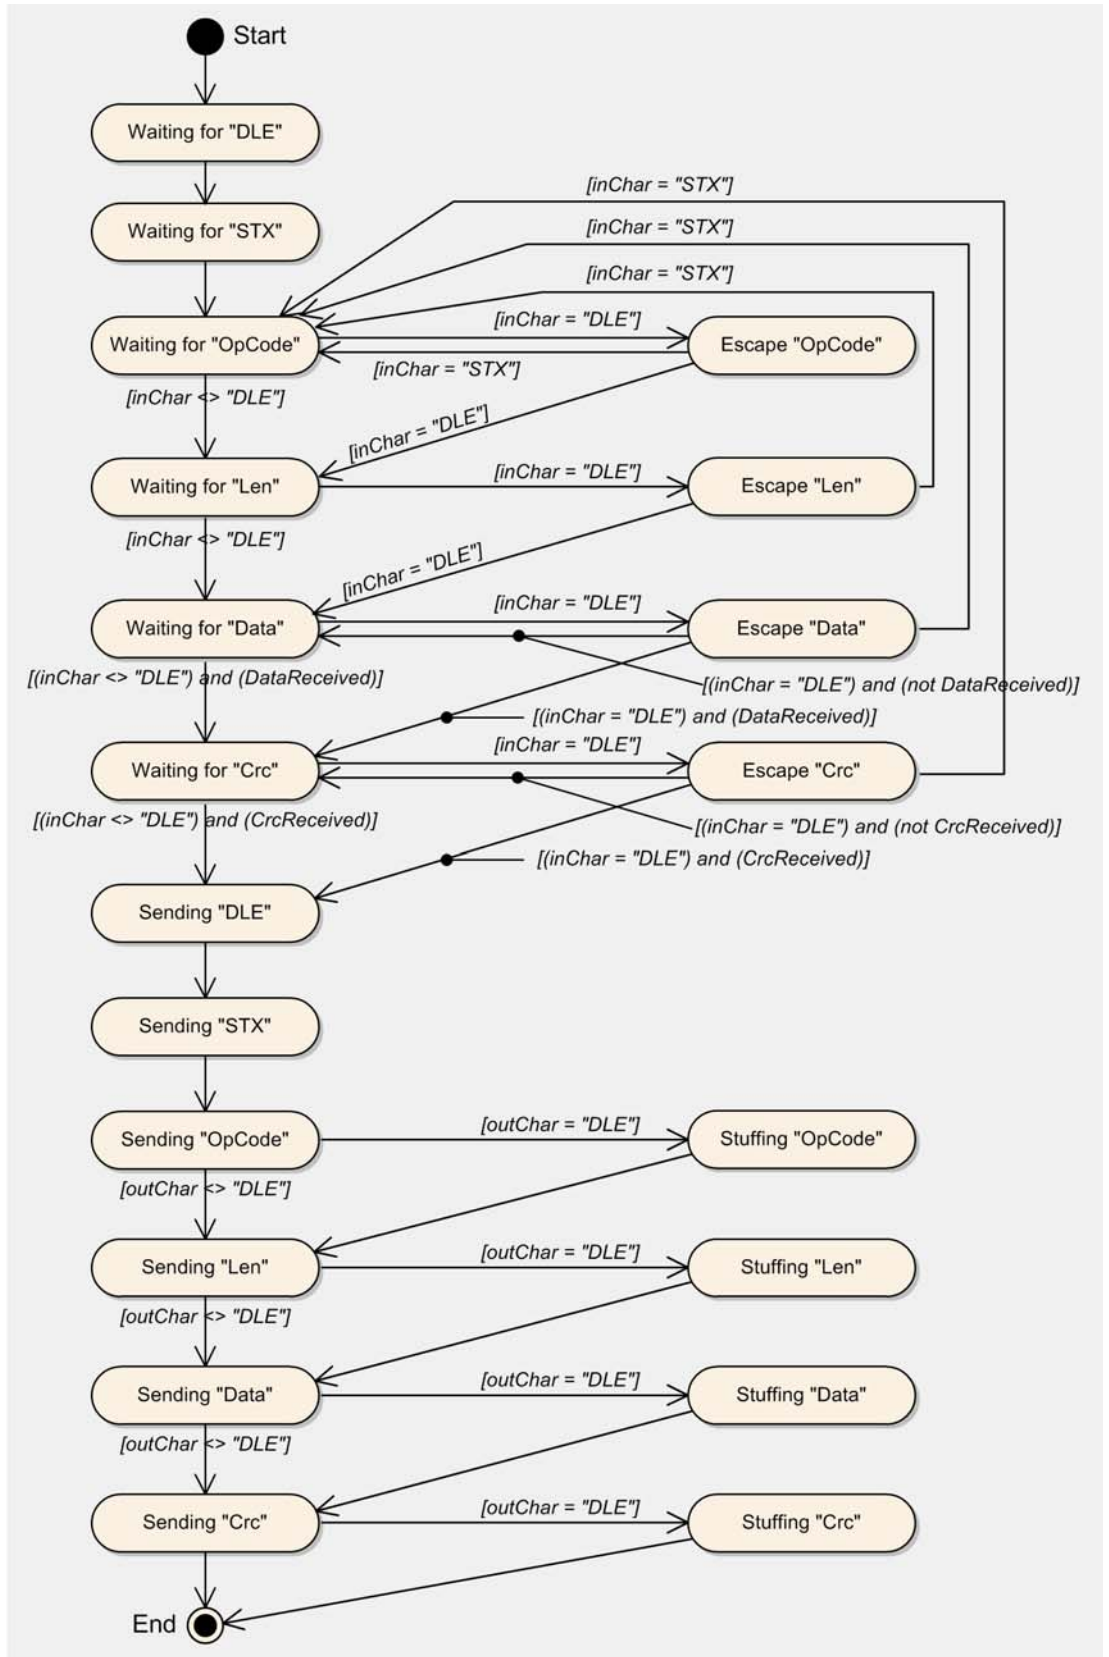 Start
Waiting for "DLE"
[inChar = "STX"]
Waiting for "STX"
[inChar = "STX"]
[inChar = "STX"]
[inChar = "DLE"]
Waiting for "OpCode"
Escape "OpCode"
[inChar = "STX"]
[inChar <> "DLE"]
[inChar = "DLE"]
[inChar = "DLE"]
Waiting for "Len"
Escape "Len"
[inChar <> "DLE"]
[inChar = "DLE"]
[inChar = "DLE"]
Waiting for "Data"
Escape "Data"
[(inChar <> "DLE") and (DataReceived)]
[(inChar = "DLE") and (not DataReceived)]
[(inChar = "DLE") and (DataReceived)]
[inChar = "DLE"]
Waiting for "Crc"
Escape "Crc"
[(inChar <> "DLE") and (CrcReceived)]
[(inChar = "DLE") and (not CrcReceived)]
[(inChar = "DLE") and (CrcReceived)]
Sending "DLE"
Sending "STX"
[outChar = "DLE"]
Sending "OpCode"
Stuffing "OpCode"
[outChar <> "DLE"]
[outChar = "DLE"]
Sending "Len"
Stuffing "Len"
[outChar <> "DLE"]
[outChar = "DLE"]
Sending "Data"
Stuffing "Data"
[outChar <> "DLE"]
[outChar = "DLE"]
Sending "Crc"
Stuffing "Crc"
End